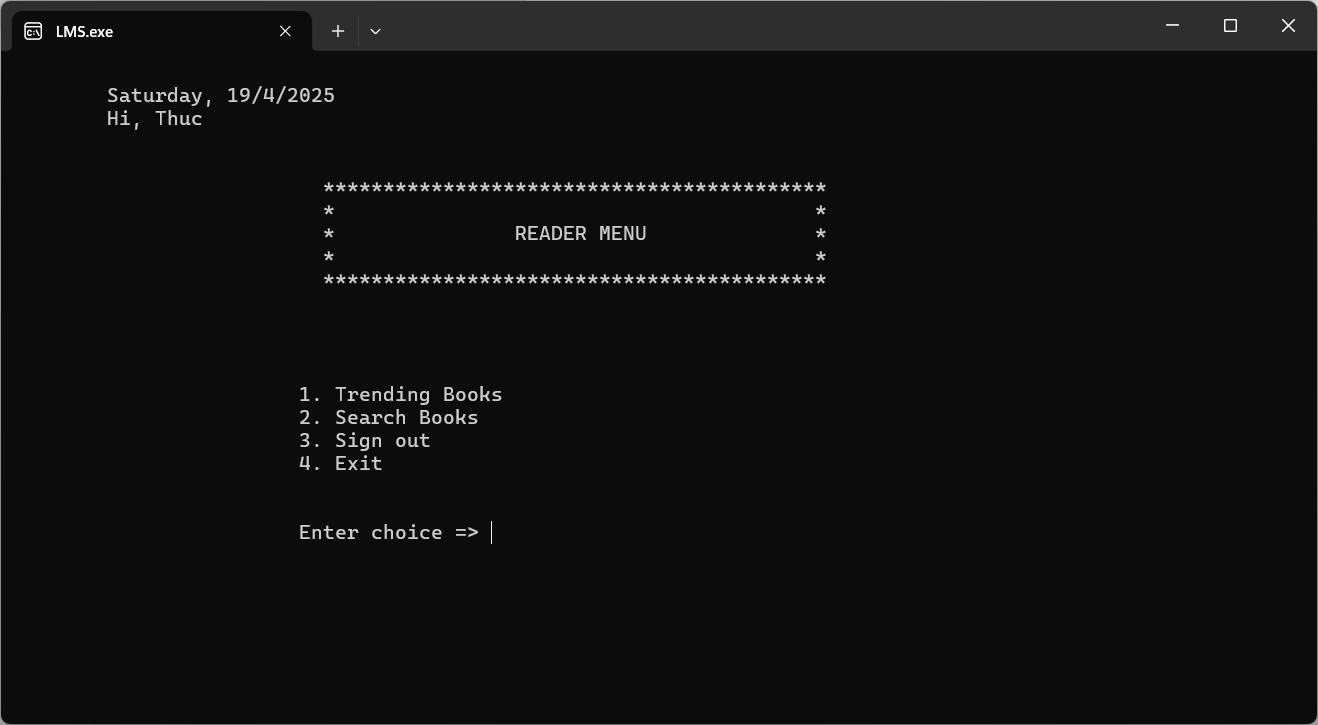 LMS.exe
Saturday, 19/4/2025
Hi, Thuc
******************************************
*                                        *
*               READER MENU              *
*                                        *
******************************************
1. Trending Books
2. Search Books
3. Sign out
4. Exit
Enter choice =>